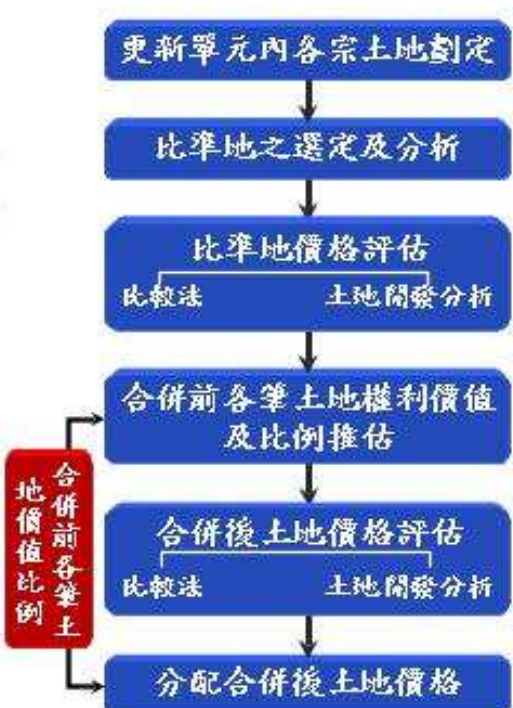 更新單元內各宗土地劃定
比準地之選定及分析
比準地價格評估
比較法
土地開發分析
合併前各筆土地權利價值
及比例推估
合併前各筆土
地價值比例
合併後土地價格評估
比較法
土地開發分析
分配合併後土地價格